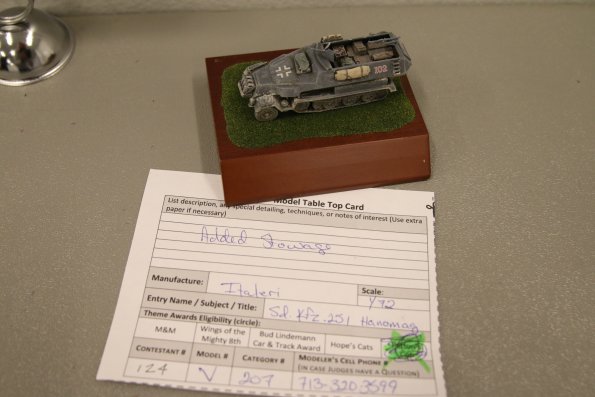 102
Model Table Top Card
List description, any special detailing, techniques, or notes of interest (Use extra
paper if necessary)
Added Stowage
Manufacture: Italeri Scale:
Entry Name / Subject / Title: Sd. Kfz. 251 Hanomag 1/72
Theme Awards Eligibility (circle):
M&M Wings of the Mighty 8th Bud Lindemann Car & Track Award Hope's Cats
CONTESTANT # MODEL # CATEGORY # MODELER'S CELL PHONE #
(IN CASE JUDGES HAVE A QUESTION)
124 V 207 713-320-3599